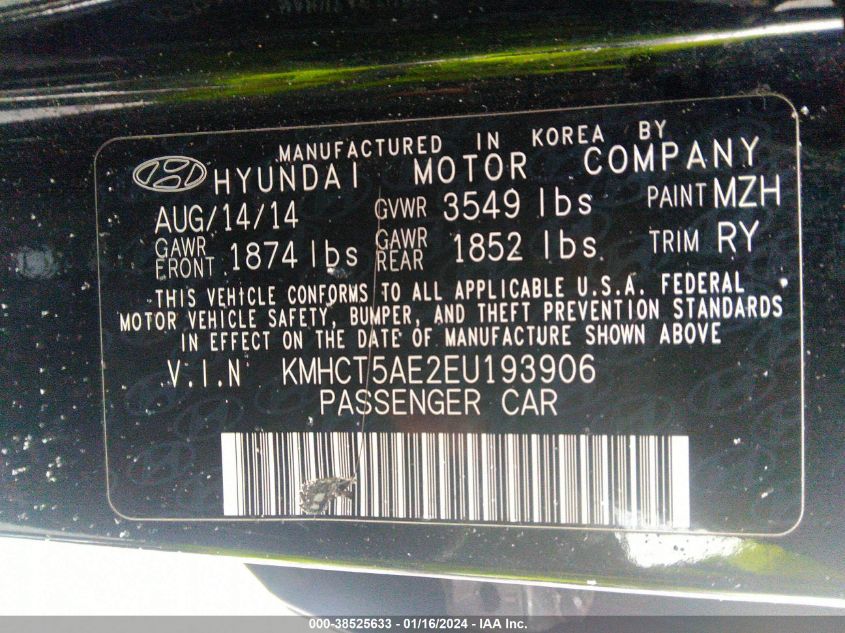 MANUFACTURED IN KOREA BY
HYUNDAI MOTOR COMPANY
AUG/14/14 GVWR 3549 lbs PAINT MZH
GAWR FRONT 1874 lbs GAWR REAR 1852 lbs TRIM RY
THIS VEHICLE CONFORMS TO ALL APPLICABLE U.S.A. FEDERAL
MOTOR VEHICLE SAFETY, BUMPER, AND THEFT PREVENTION STANDARDS
IN EFFECT ON THE DATE OF MANUFACTURE SHOWN ABOVE
V.I.N KMHCT5AE2EU193906
PASSENGER CAR
000-38525633 - 01/16/2024 - IAA Inc.